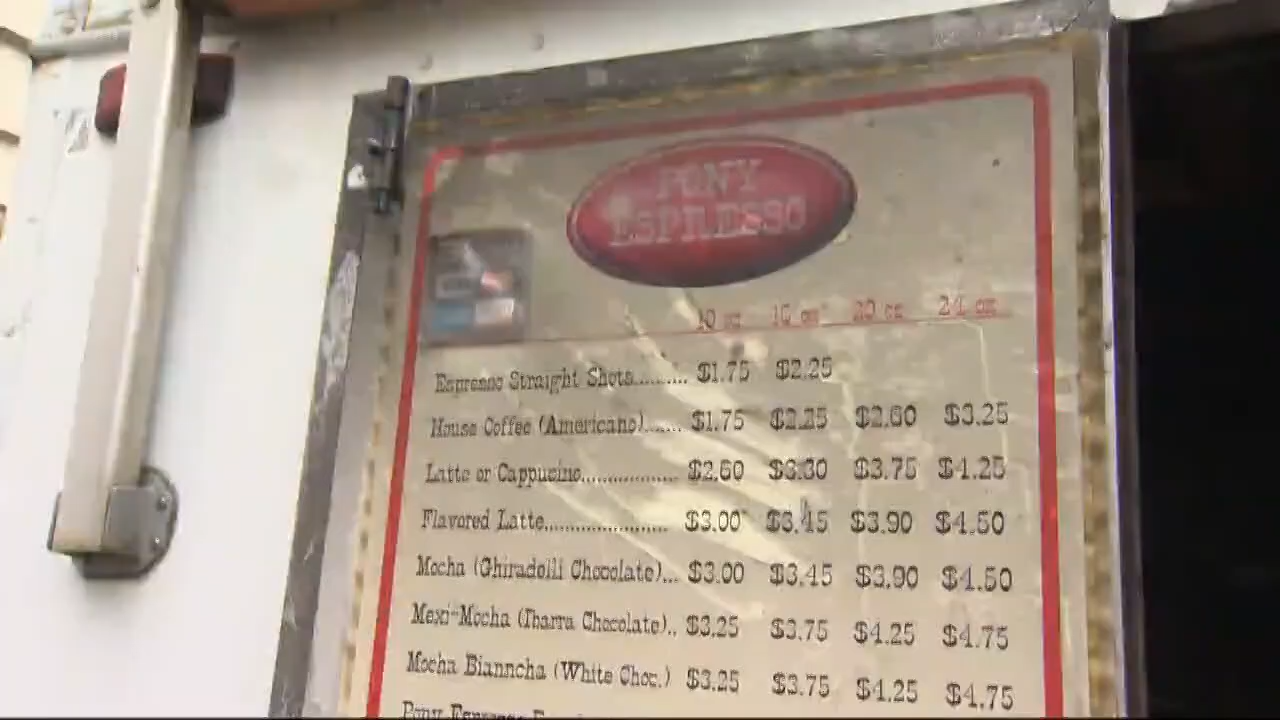 PONY
ESPRESSO
10 oz 16 oz 20 oz 24 oz
Espresso Straight Shots.......... $1.75 $2.25
House Coffee (Americano)....... $1.75 $2.25 $2.60 $3.25
Latte or Cappucino.................. $2.60 $3.30 $3.75 $4.25
Flavored Latte....................... $3.00 $3.45 $3.90 $4.50
Mocha (Ghiradelli Chocolate)... $3.00 $3.45 $3.90 $4.50
Mexi-Mocha (Ibarra Chocolate).. $3.25 $3.75 $4.25 $4.75
Mocha Bianncha (White Choc.) $3.25 $3.75 $4.25 $4.75
Pony Espresso